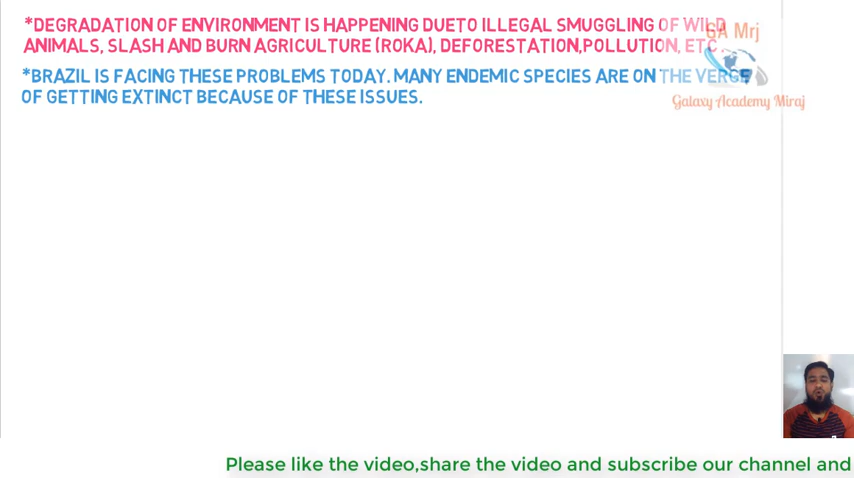 *DEGRADATION OF ENVIRONMENT IS HAPPENING DUETO ILLEGAL SMUGGLING OF WILD
ANIMALS, SLASH AND BURN AGRICULTURE (ROKA), DEFORESTATION,POLLUTION, ETC .
*BRAZIL IS FACING THESE PROBLEMS TODAY. MANY ENDEMIC SPECIES ARE ON THE VERGE
OF GETTING EXTINCT BECAUSE OF THESE ISSUES.
GA Mrj
Galaxy Academy Miraj
Please like the video,share the video and subscribe our channel and